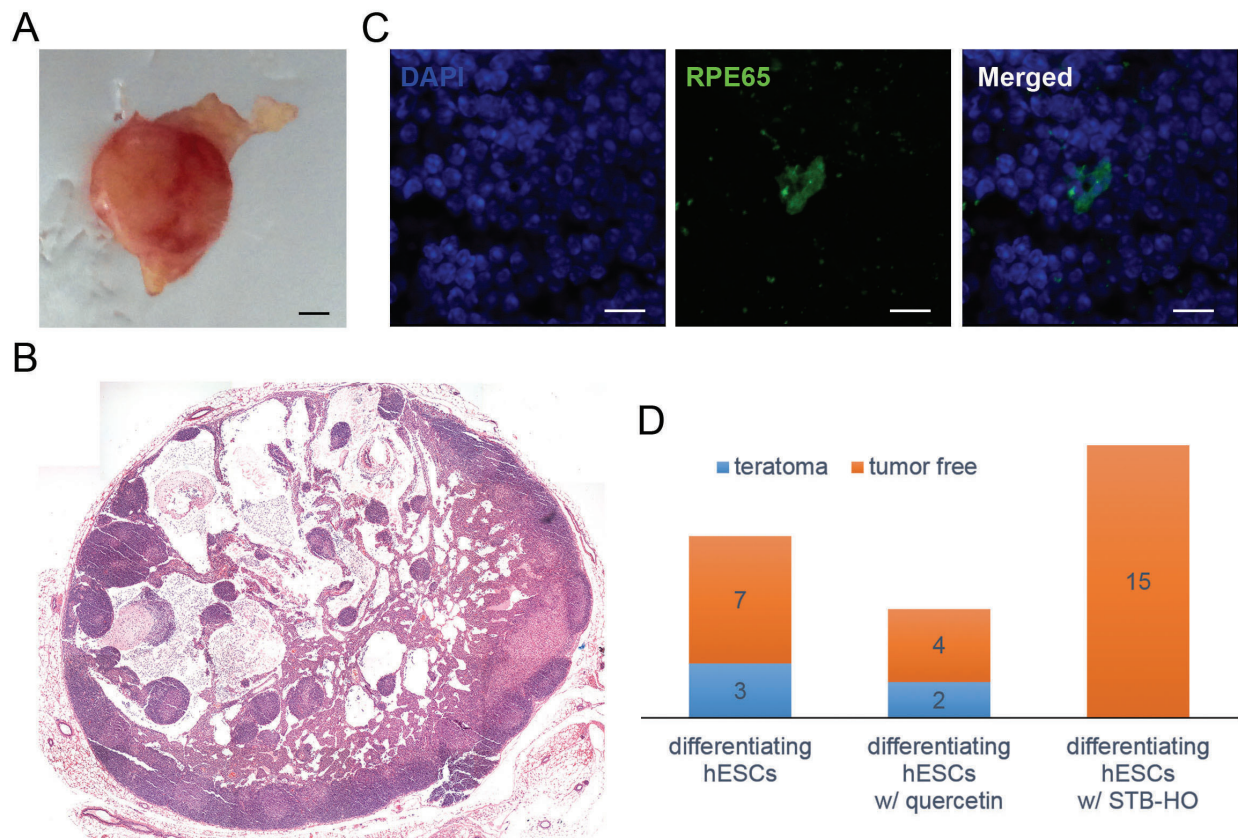 A
C
DAPI
RPE65
Merged
B
D
teratoma
tumor free
7
3
4
2
15
differentiating
hESCs
differentiating
hESCs
w/ quercetin
differentiating
hESCs
w/ STB-HO